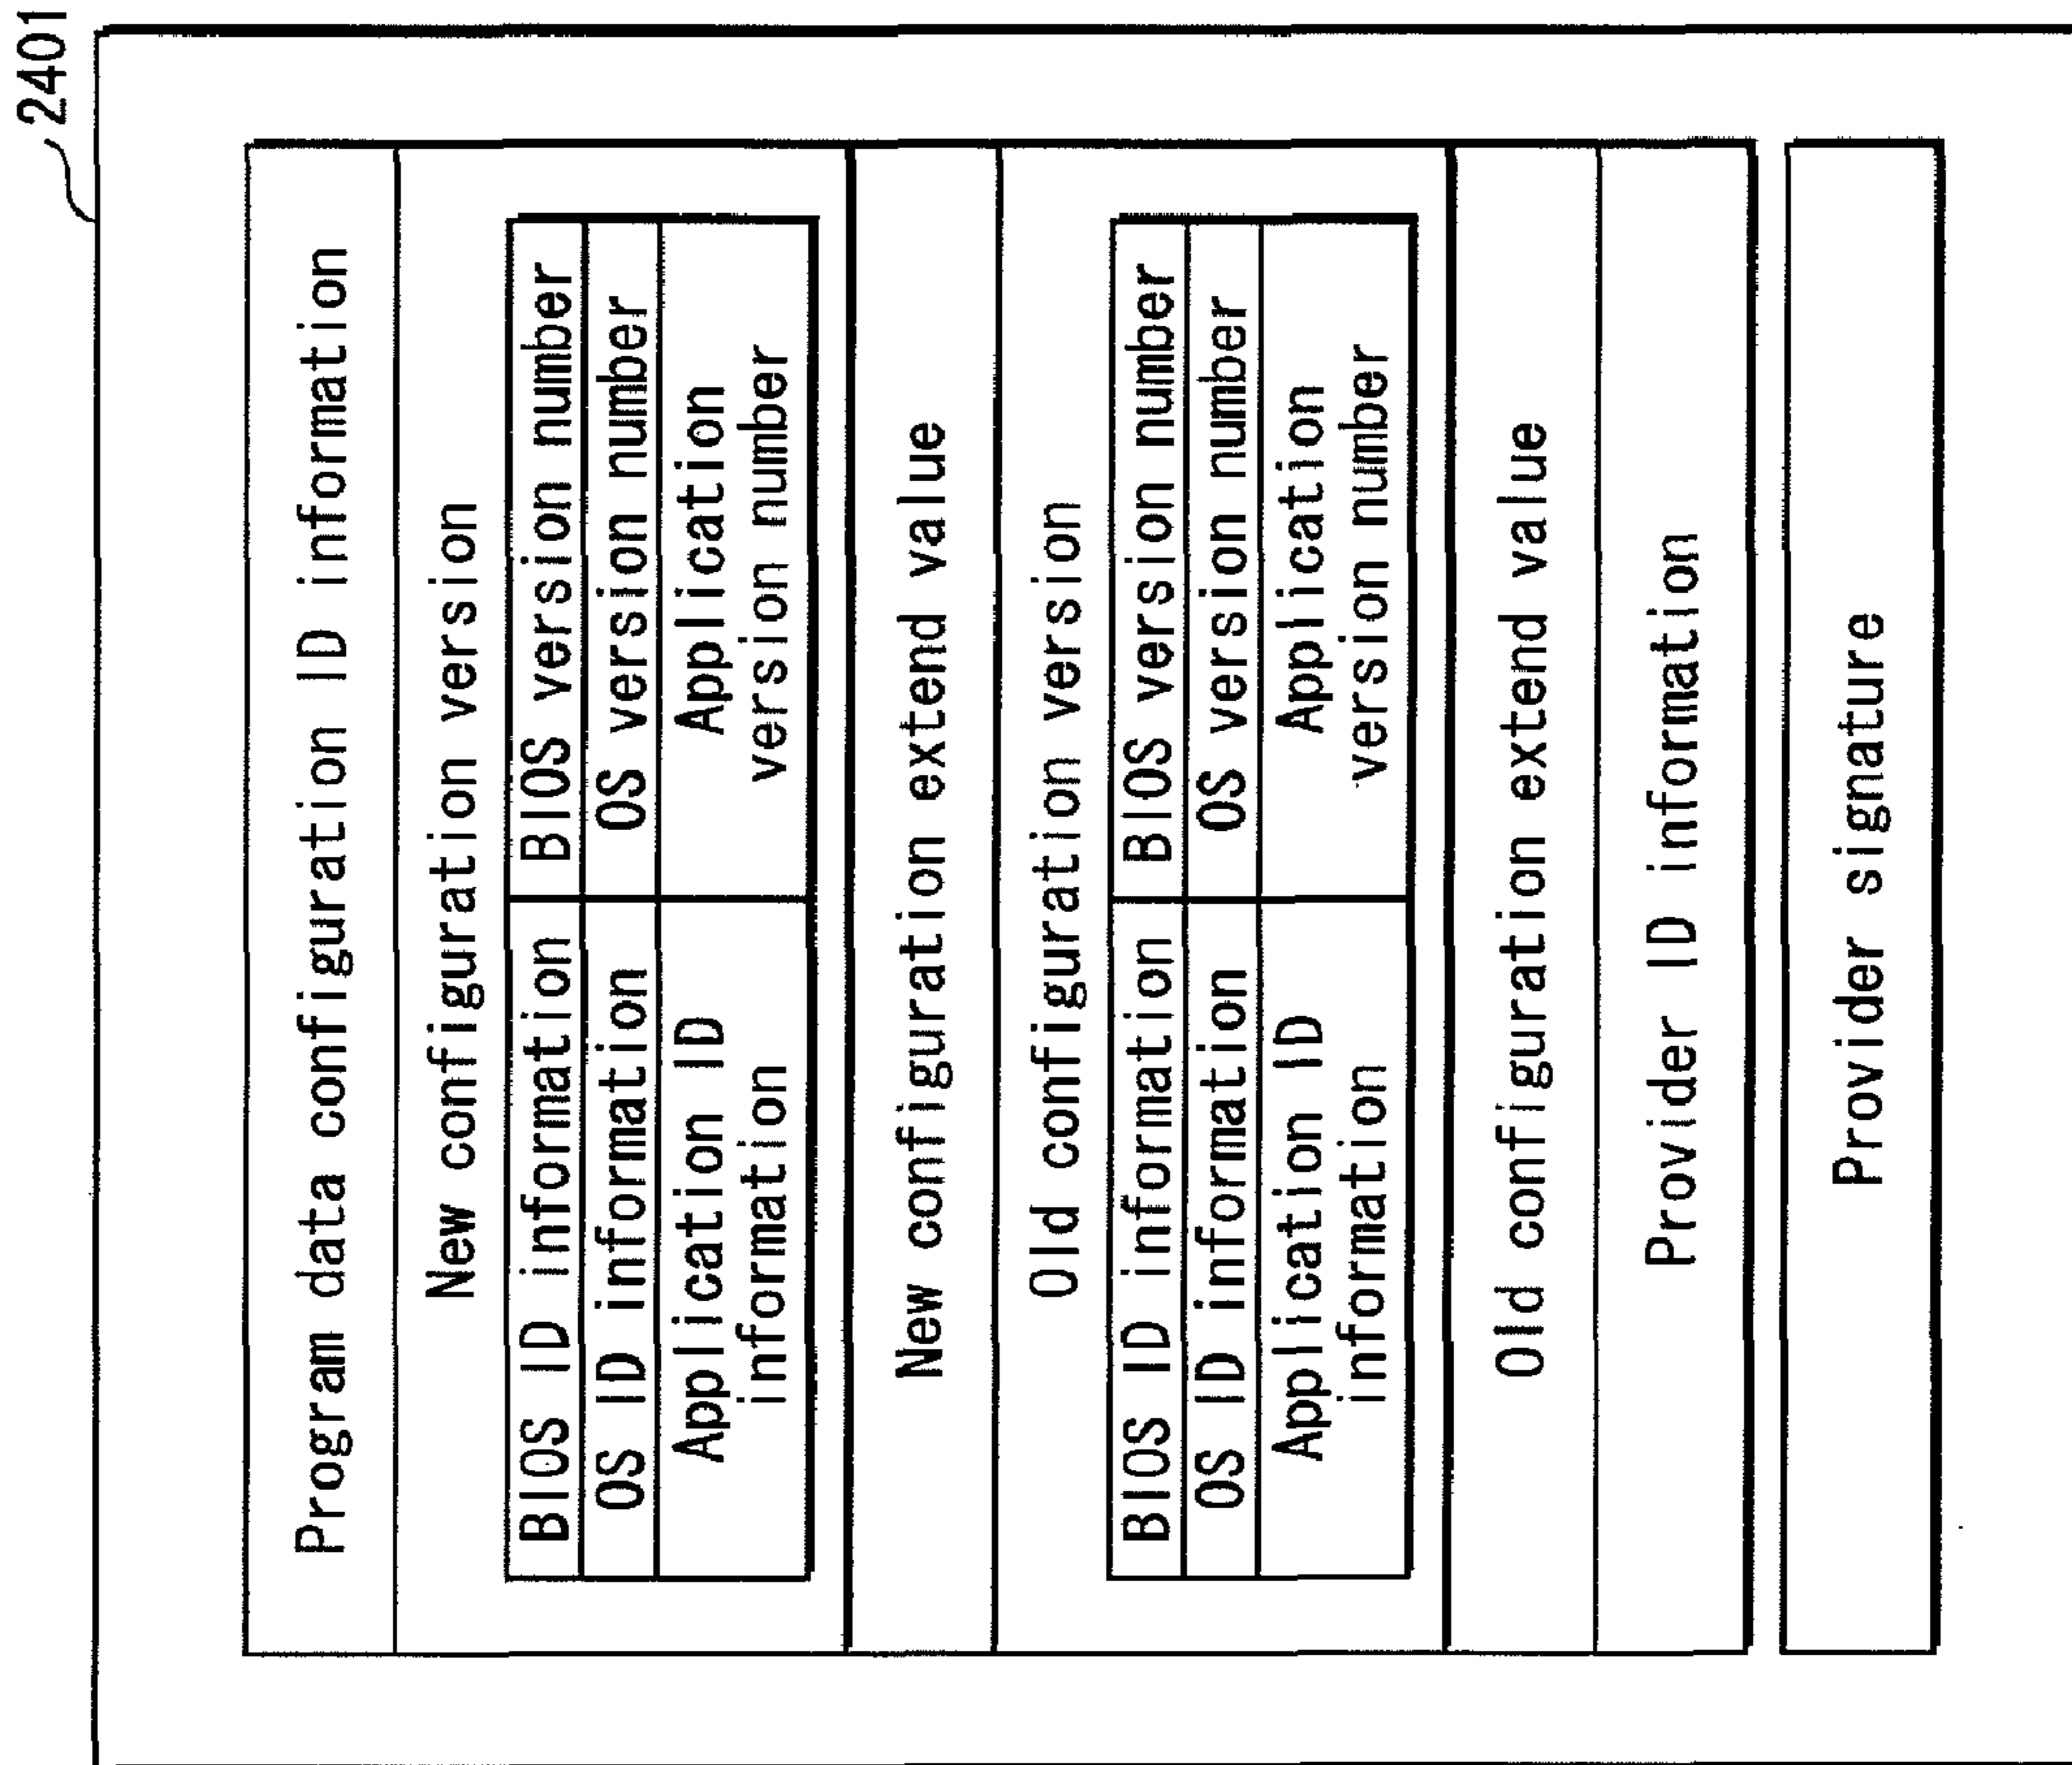 2401
Program data configuration ID information
New configuration version
BIOS ID information BIOS version number
OS ID information OS version number
Application ID information Application version number
New configuration extend value
Old configuration version
BIOS ID information BIOS version number
OS ID information OS version number
Application ID information Application version number
Old configuration extend value
Provider ID information
Provider signature